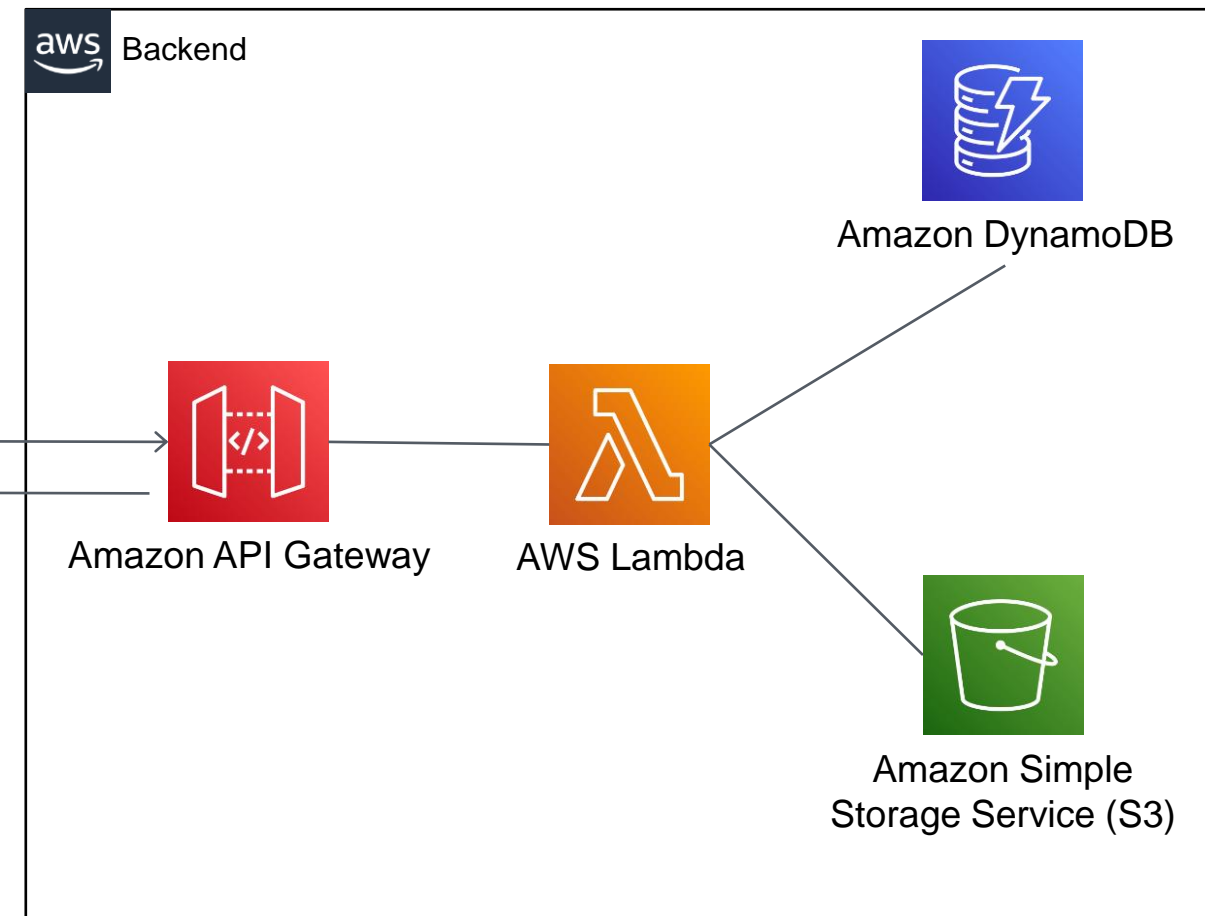 aws
Backend
Amazon DynamoDB
</>
Amazon API Gateway
AWS Lambda
Amazon Simple
Storage Service (S3)